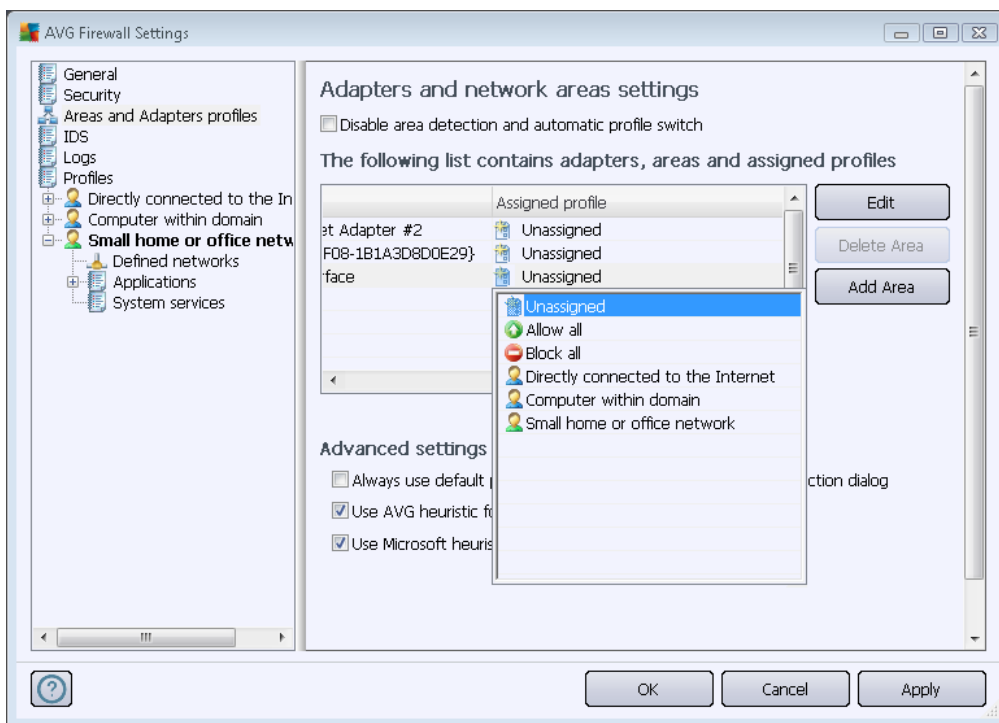 AVG Firewall Settings
General
Security
Areas and Adapters profiles
IDS
Logs
Profiles
Directly connected to the In
Computer within domain
Small home or office netw
Defined networks
Applications
System services
Adapters and network areas settings
Disable area detection and automatic profile switch
The following list contains adapters, areas and assigned profiles
Assigned profile
et Adapter #2 Unassigned
F08-1B1A3D8D0E29} Unassigned
face Unassigned
Unassigned
Allow all
Block all
Directly connected to the Internet
Computer within domain
Small home or office network
Edit
Delete Area
Add Area
Advanced settings
Always use default ction dialog
Use AVG heuristic fo
Use Microsoft heuris
OK
Cancel
Apply